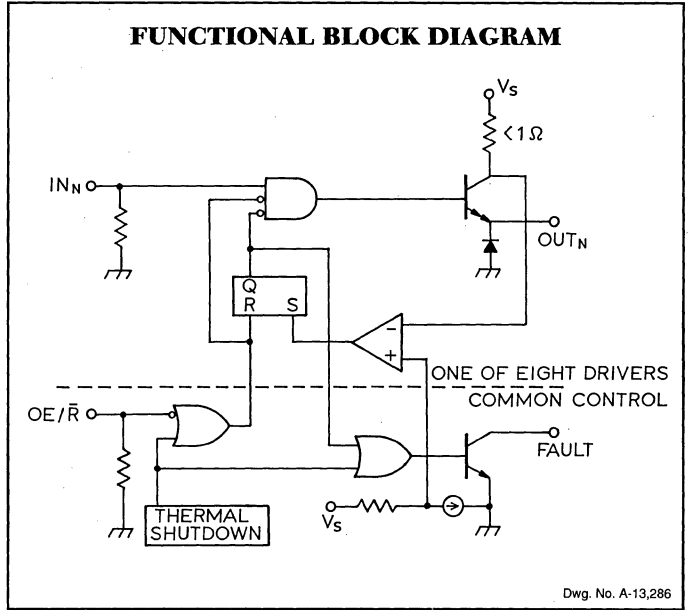 FUNCTIONAL BLOCK DIAGRAM
VS
<1Ω
INN
OUTN
Q
R S
−
+
ONE OF EIGHT DRIVERS
COMMON CONTROL
OE/R̅
FAULT
THERMAL
SHUTDOWN
VS
Dwg. No. A-13,286